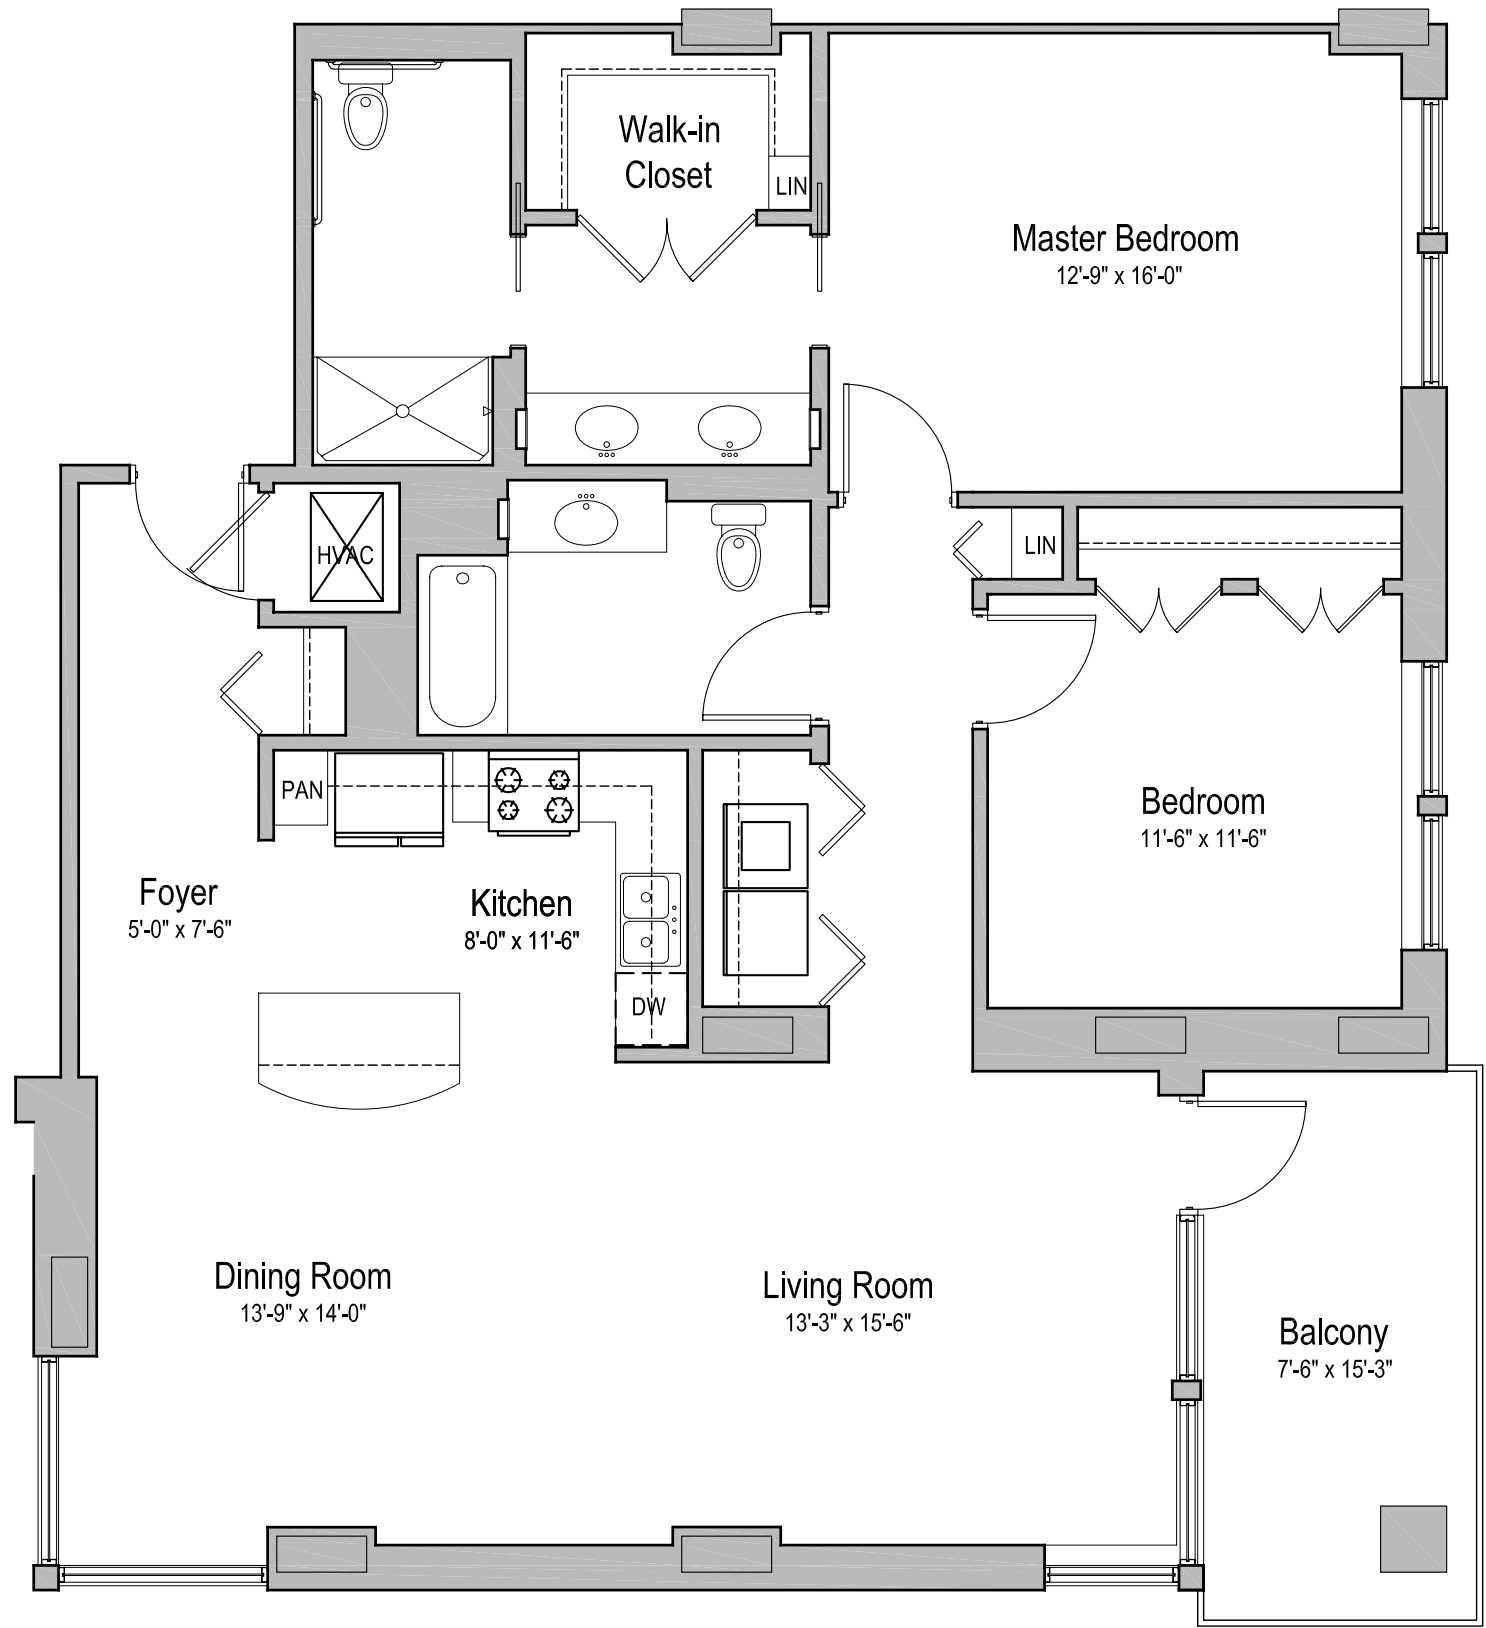 Walk-in
Closet
LIN
Master Bedroom
12'-9" x 16'-0"
HVAC
LIN
PAN
Bedroom
11'-6" x 11'-6"
Foyer
5'-0" x 7'-6"
Kitchen
8'-0" x 11'-6"
DW
Dining Room
13'-9" x 14'-0"
Living Room
13'-3" x 15'-6"
Balcony
7'-6" x 15'-3"